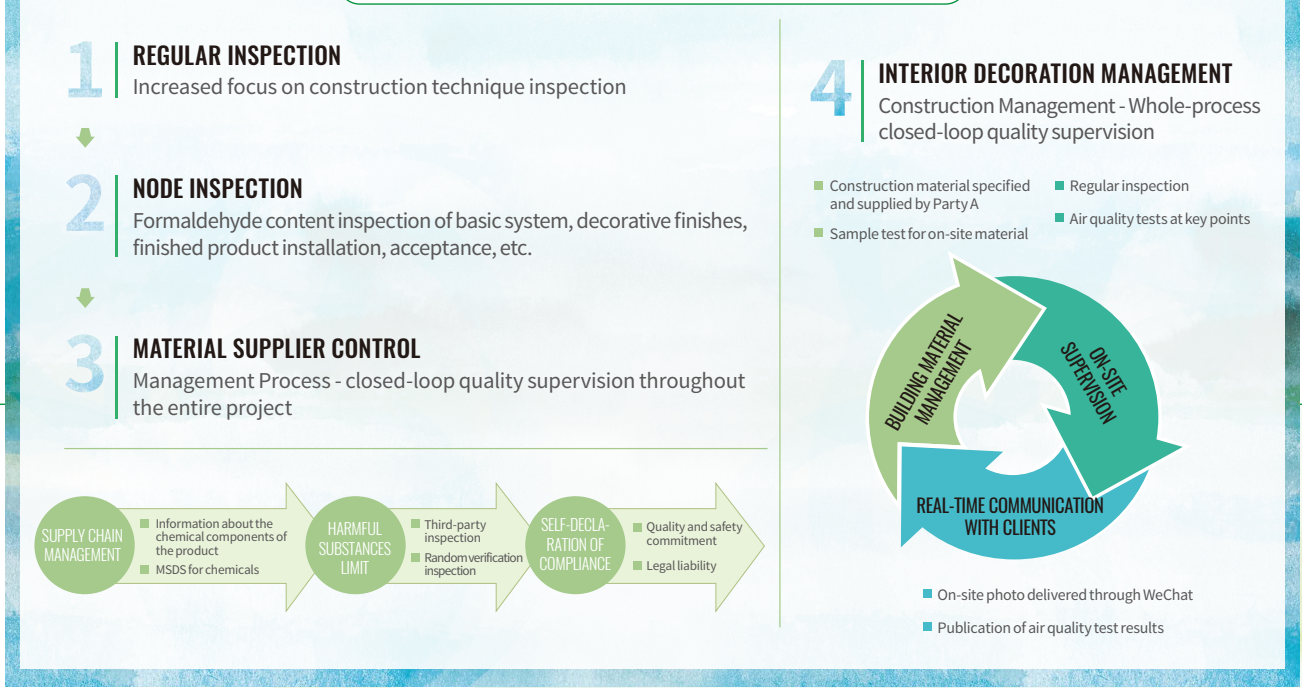 1
REGULAR INSPECTION
Increased focus on construction technique inspection
2
NODE INSPECTION
Formaldehyde content inspection of basic system, decorative finishes,
finished product installation, acceptance, etc.
3
MATERIAL SUPPLIER CONTROL
Management Process - closed-loop quality supervision throughout
the entire project
SUPPLY CHAIN
MANAGEMENT
Information about the
chemical components of
the product
MSDS for chemicals
HARMFUL
SUBSTANCES
LIMIT
Third-party
inspection
Random verification
inspection
SELF-DECLA-
RATION OF
COMPLIANCE
Quality and safety
commitment
Legal liability
4
INTERIOR DECORATION MANAGEMENT
Construction Management - Whole-process
closed-loop quality supervision
Construction material specified
and supplied by Party A
Sample test for on-site material
Regular inspection
Air quality tests at key points
BUILDING MATERIAL
MANAGEMENT
ON-SITE
SUPERVISION
REAL-TIME COMMUNICATION
WITH CLIENTS
On-site photo delivered through WeChat
Publication of air quality test results